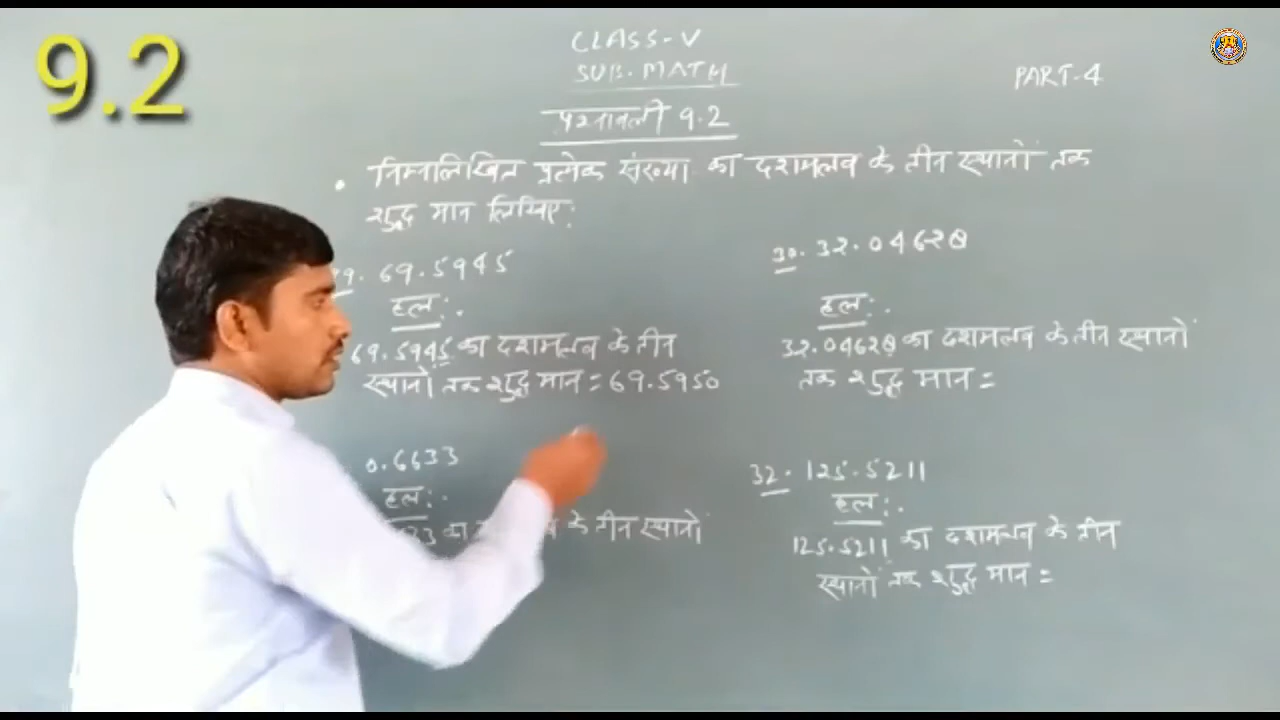 9.2
CLASS-V
SUB. MATH
PART-4
प्रश्नावली 9.2
निम्नलिखित प्रत्येक संख्या का दशमलव के तीन स्थानों तक
शुद्ध मान लिखिए:
9. 69.5945
हल:.
69.5945 का दशमलव के तीन
स्थानों तक शुद्ध मान = 69.5950
30. 32.04628
हल:.
32.04628 का दशमलव के तीन स्थानों
तक शुद्ध मान =
0.6633
हल:.
का के तीन स्थानों
32. 125.5211
हल:.
125.5211 का दशमलव के तीन
स्थानों तक शुद्ध मान =